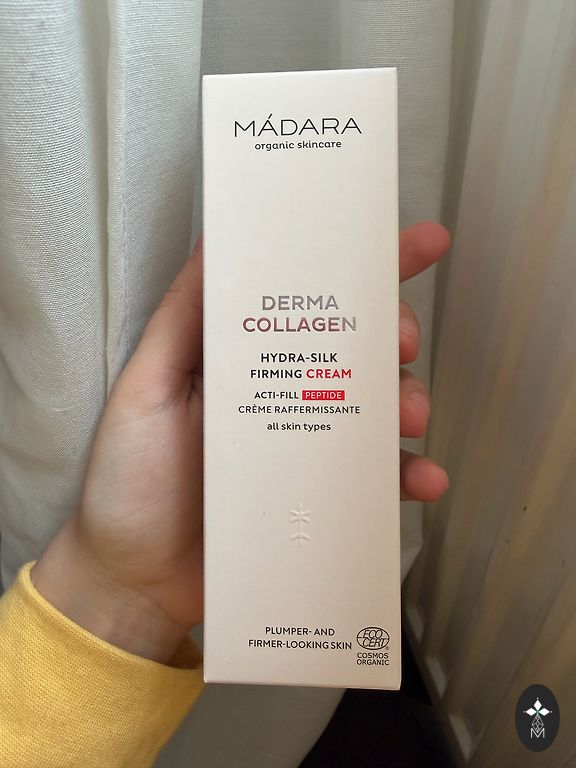 MÁDARA
organic skincare
DERMA
COLLAGEN
HYDRA-SILK
FIRMING CREAM
ACTI-FILL PEPTIDE
CRÈME RAFFERMISSANTE
all skin types
PLUMPER- AND
FIRMER-LOOKING SKIN
ECO
CERT
COSMOS
ORGANIC
M